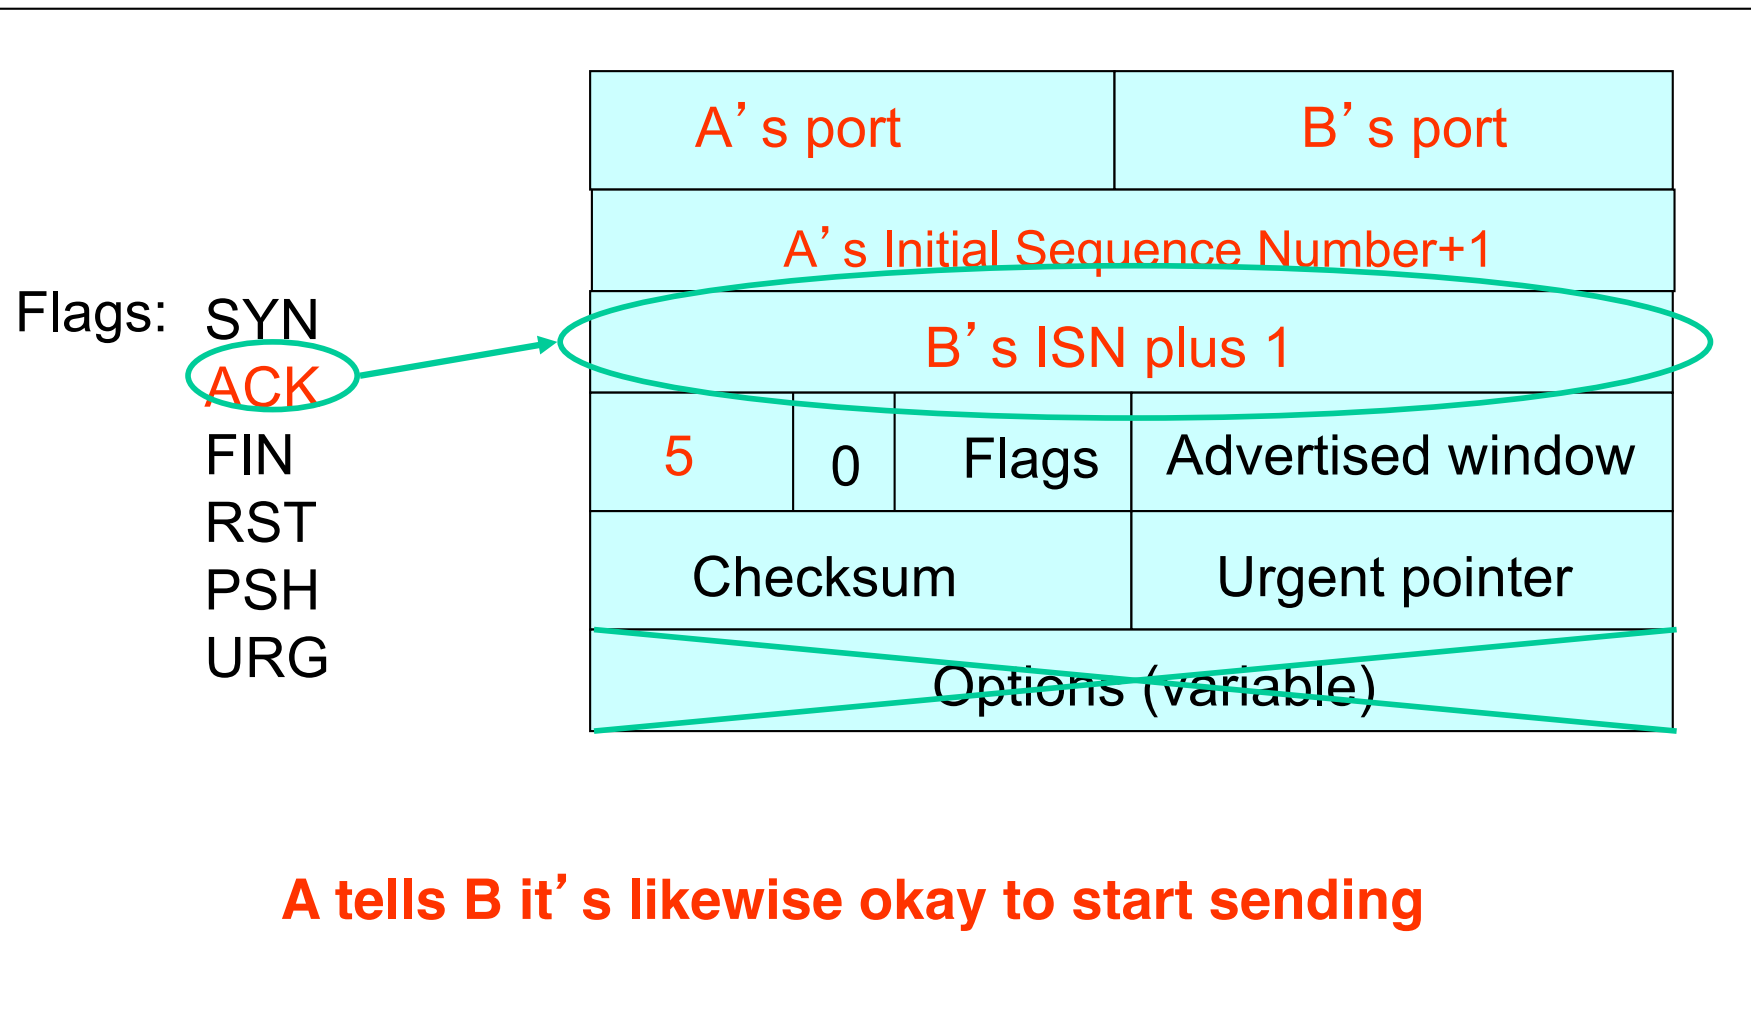 A’s port B’s port
A’s Initial Sequence Number+1
Flags: SYN
B’s ISN plus 1
ACK
5 0 Flags Advertised window
FIN
RST
Checksum Urgent pointer
PSH
URG
Options (variable)
A tells B it’s likewise okay to start sending